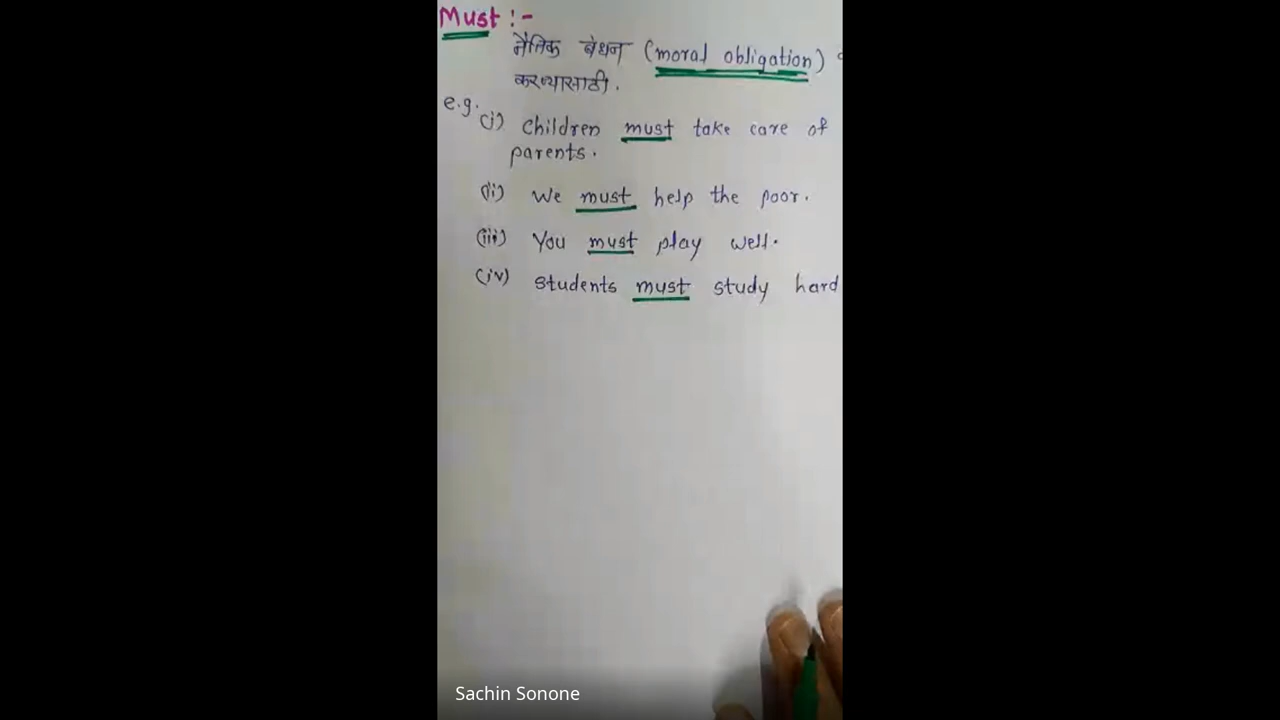 Must :-
नैतिक बंधन (moral obligation)
करण्यासाठी.
e.g.
(i) Children must take care of
parents.
(ii) We must help the poor.
(iii) You must play well.
(iv) Students must study hard
Sachin Sonone